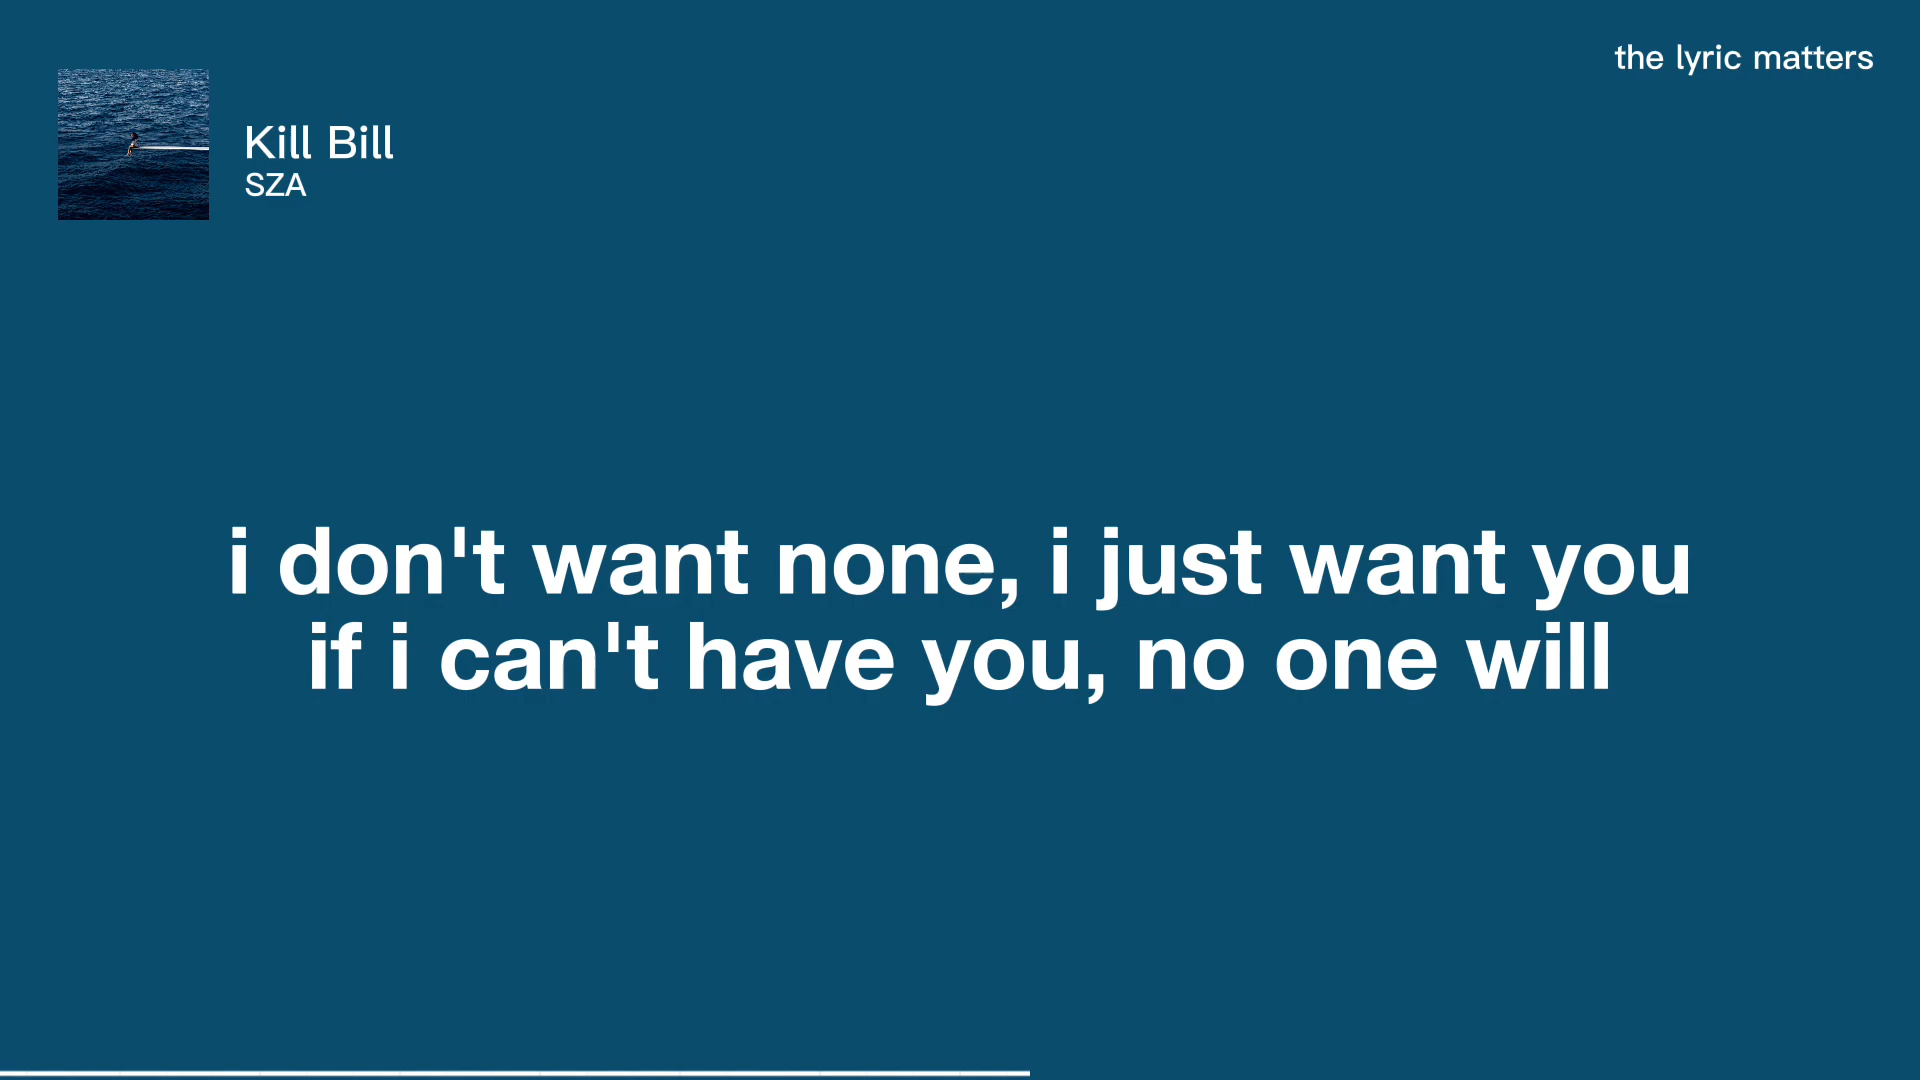 the lyric matters
Kill Bill
SZA
i don't want none, i just want you
if i can't have you, no one will